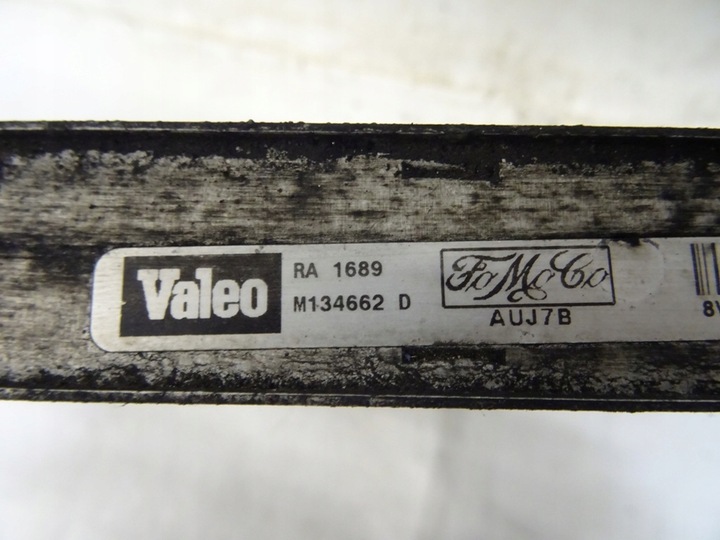 Valeo
RA 1689
M134662 D
FoMoCo
AUJ7B